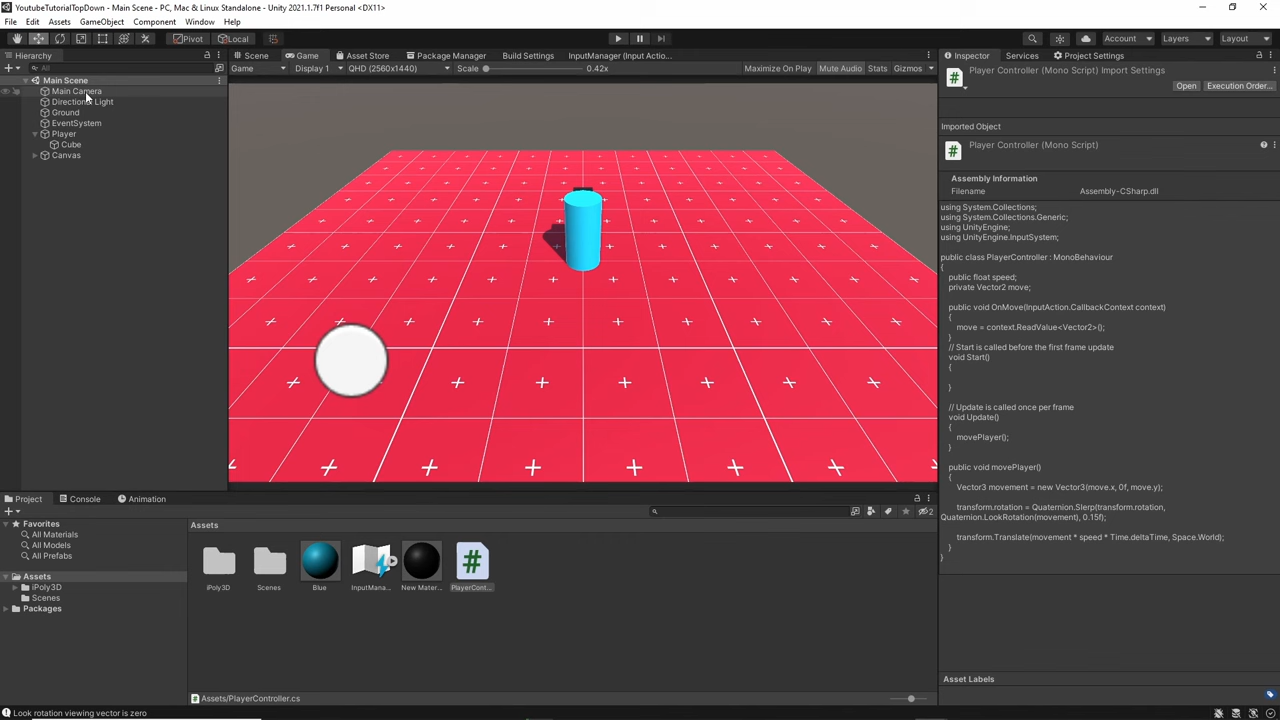 YoutubeTutorialTopDown - Main Scene - PC, Mac & Linux Standalone - Unity 2021.1.7f1 Personal <DX11>
File Edit Assets GameObject Component Window Help
Pivot Local Account Layers Layout
Hierarchy Scene Game Asset Store Package Manager Build Settings InputManager (Input Actio... Inspector Services Project Settings
All Game Display 1 QHD (2560x1440) Scale 0.42x Maximize On Play Mute Audio Stats Gizmos
Player Controller (Mono Script) Import Settings
Open Execution Order...
Main Scene
Main Camera
Directional Light
Ground
EventSystem
Player
Cube
Canvas
Imported Object
Player Controller (Mono Script)
Assembly Information
Filename Assembly-CSharp.dll
using System.Collections;
using System.Collections.Generic;
using UnityEngine;
using UnityEngine.InputSystem;
public class PlayerController : MonoBehaviour
{
public float speed;
private Vector2 move;
public void OnMove(InputAction.CallbackContext context)
{
move = context.ReadValue<Vector2>();
}
// Start is called before the first frame update
void Start()
{
}
// Update is called once per frame
void Update()
{
movePlayer();
}
public void movePlayer()
{
Vector3 movement = new Vector3(move.x, 0f, move.y);
transform.rotation = Quaternion.Slerp(transform.rotation,
Quaternion.LookRotation(movement), 0.15f);
transform.Translate(movement * speed * Time.deltaTime, Space.World);
}
}
Project Console Animation
2
Favorites
All Materials
All Models
All Prefabs
Assets
iPoly3D
Scenes
Packages
Assets
iPoly3D Scenes Blue InputMana... New Mater... PlayerCont...
Assets/PlayerController.cs
Asset Labels
Look rotation viewing vector is zero